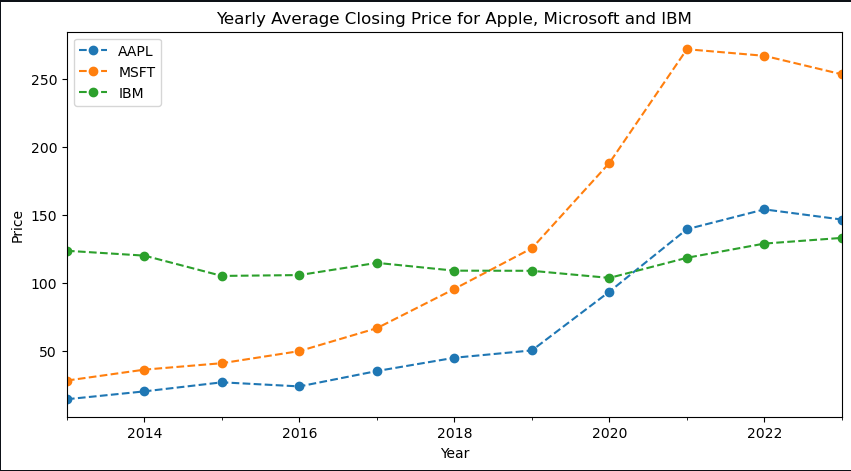 Yearly Average Closing Price for Apple, Microsoft and IBM
AAPL
MSFT
IBM
250
200
150
100
50
Price
2014 2016 2018 2020 2022
Year